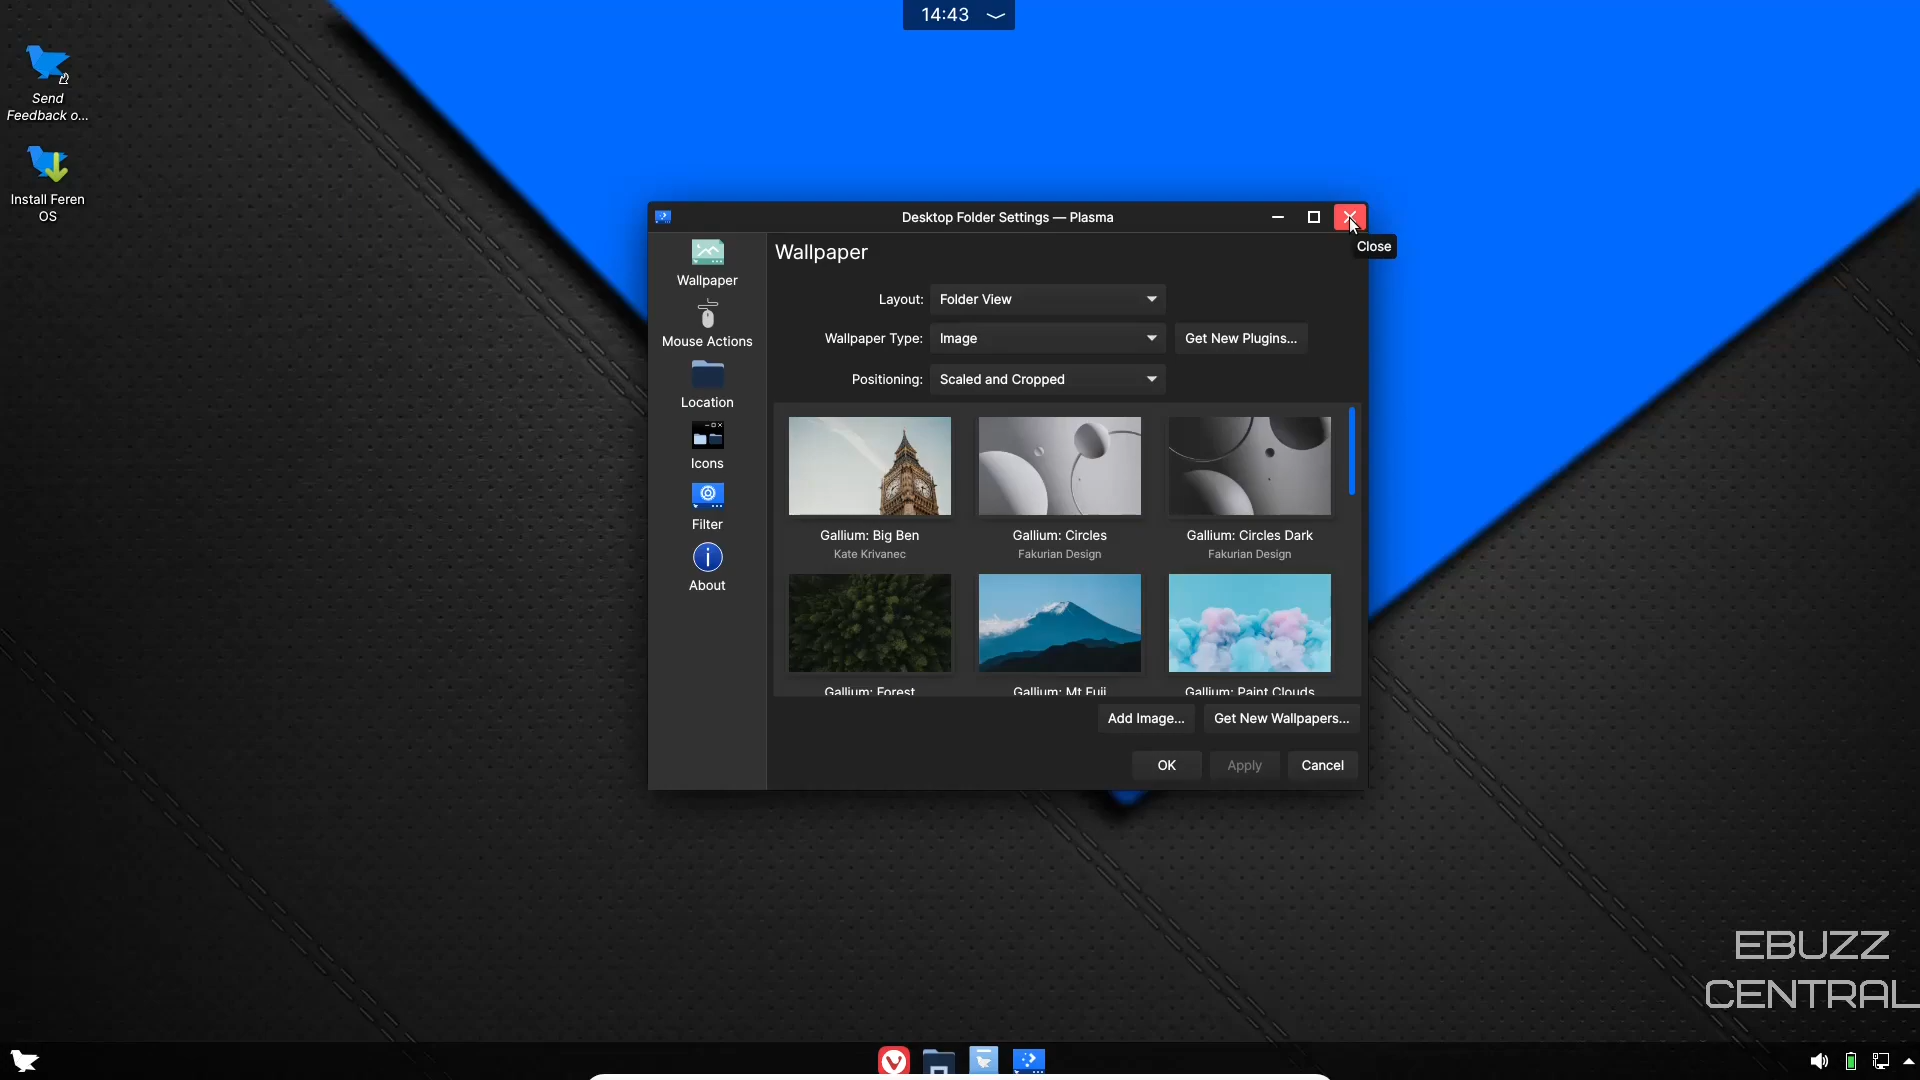 14:43
Send
Feedback o...
Install Feren
OS
Desktop Folder Settings — Plasma
Close
Wallpaper
Mouse Actions
Location
Icons
Filter
About
Wallpaper
Layout: Folder View
Wallpaper Type: Image Get New Plugins...
Positioning: Scaled and Cropped
Gallium: Big Ben
Kate Krivanec
Gallium: Circles
Fakurian Design
Gallium: Circles Dark
Fakurian Design
Gallium: Forest
Gallium: Mt Fuji
Gallium: Paint Clouds
Add Image... Get New Wallpapers...
OK Apply Cancel
EBUZZ
CENTRAL